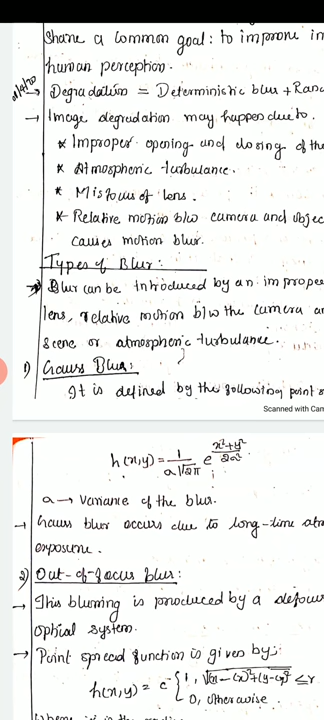 Share a common goal: to improve im
human perception.
→ Degradation = Deterministic blur + Rand
→ Image degradation may happen due to.
* Improper opening and closing of the
* Atmospheric turbulance.
* Misfocus of lens.
* Relative motion b/w camera and objec
causes motion blur.
Types of Blur:
Blur can be introduced by an imprope
lens, relative motion b/w the camera an
scene or atmospheric turbulance.
1) Gauss Blur:
It is defined by the following point s
Scanned with Cam
h(x,y) = 1/a√2π e^(x²+y²/2a²)
a → Variance of the blur.
→ Gauss blur occurs due to long-time atm
exposure.
2) Out-of-focus blur:
→ This blurring is produced by a defocus
optical system.
→ Point spread function is given by:
h(x,y) = c { 1, √(x-cx)²+(y-cy)² ≤ r
0, otherwise.